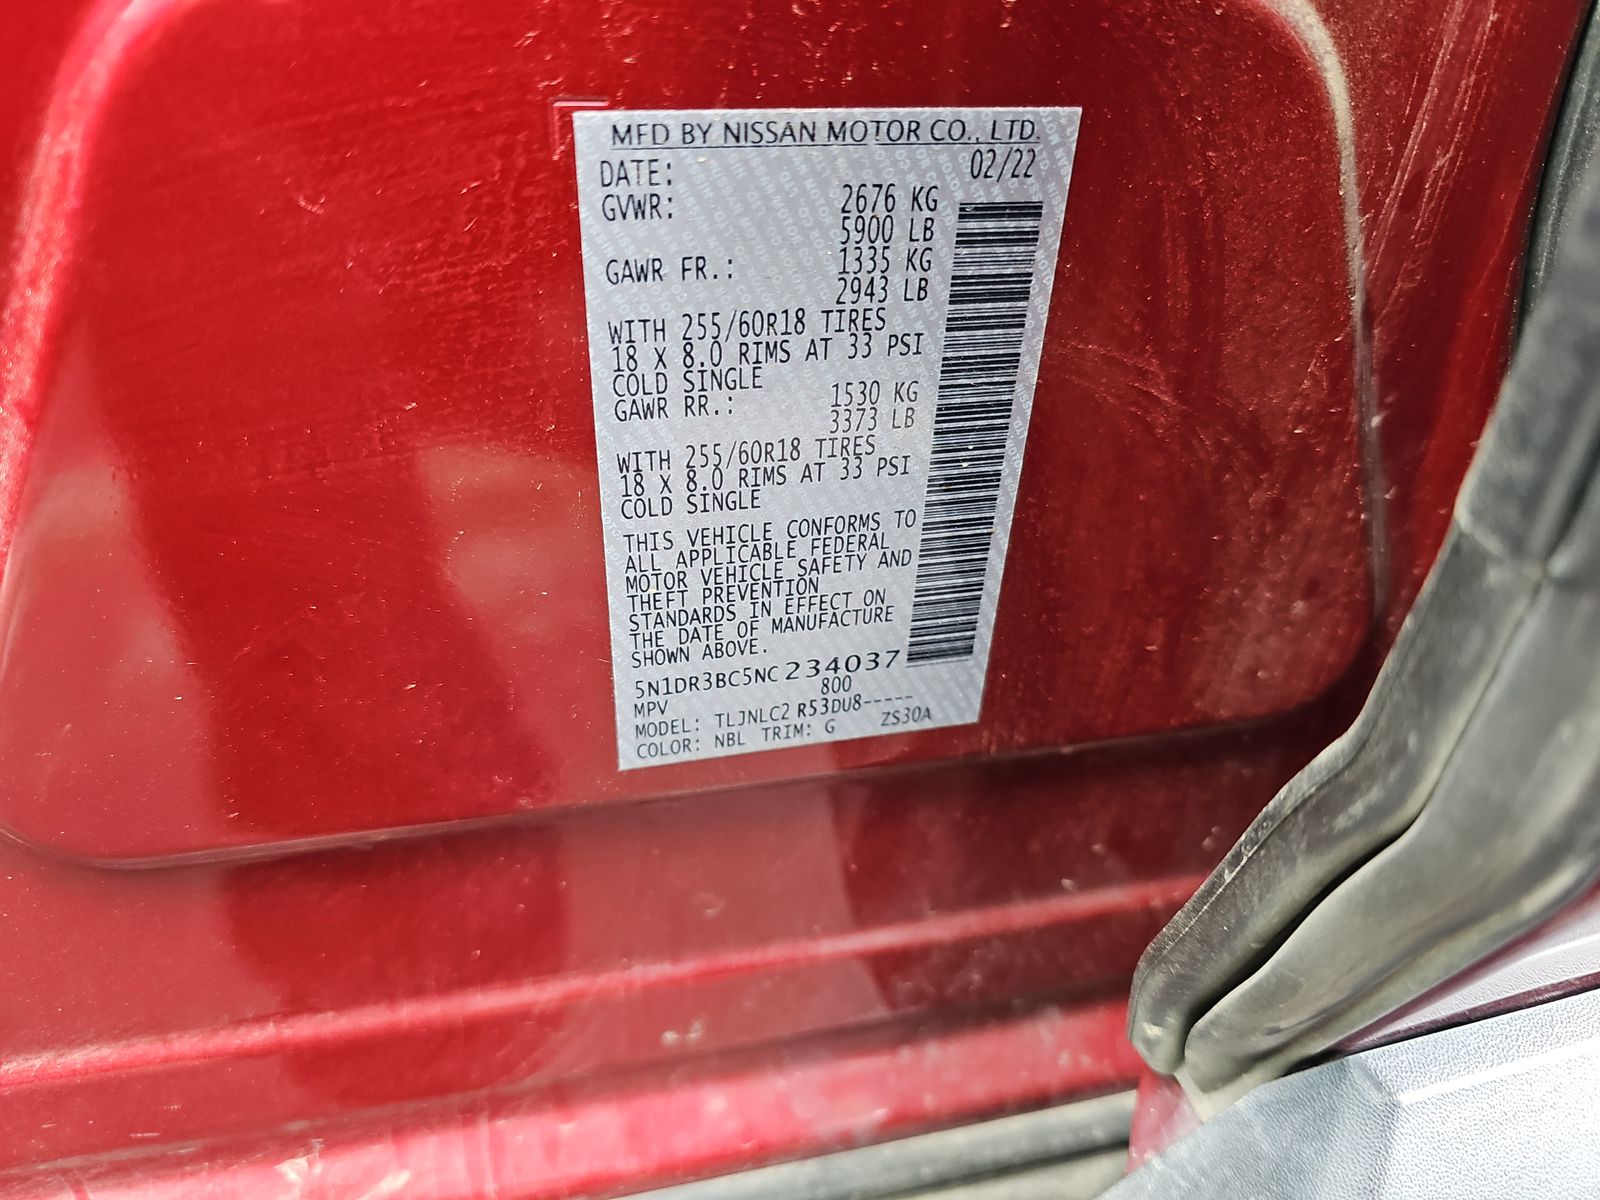 MFD BY NISSAN MOTOR CO., LTD.
DATE: 02/22
GVWR: 2676 KG
5900 LB
GAWR FR.: 1335 KG
2943 LB
WITH 255/60R18 TIRES
18 X 8.0 RIMS AT 33 PSI
COLD SINGLE
GAWR RR.: 1530 KG
3373 LB
WITH 255/60R18 TIRES
18 X 8.0 RIMS AT 33 PSI
COLD SINGLE
THIS VEHICLE CONFORMS TO
ALL APPLICABLE FEDERAL
MOTOR VEHICLE SAFETY AND
THEFT PREVENTION
STANDARDS IN EFFECT ON
THE DATE OF MANUFACTURE
SHOWN ABOVE.
5N1DR3BC5NC234037
MPV 800
MODEL: TLJNLC2 R53DU8-----
COLOR: NBL TRIM: G ZS30A